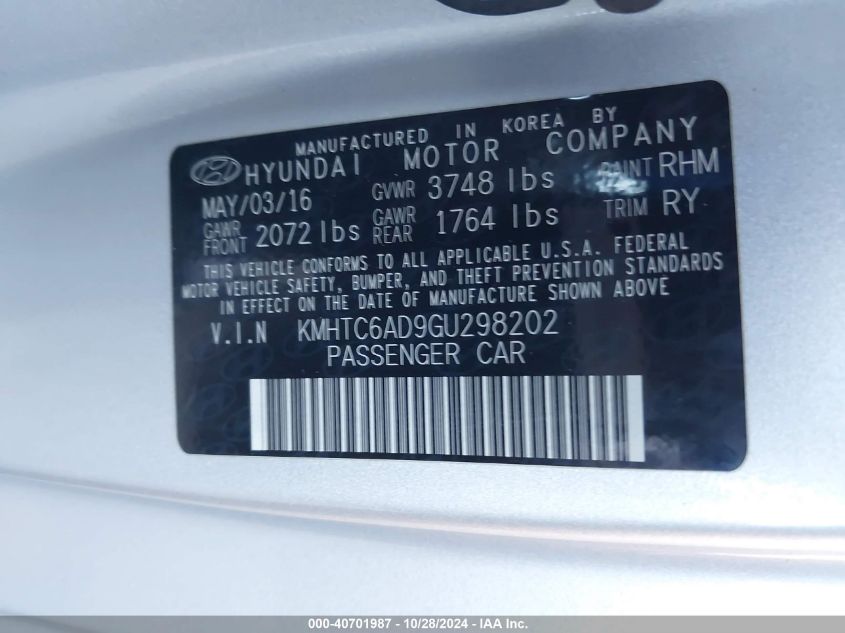 MANUFACTURED IN KOREA BY
HYUNDAI MOTOR COMPANY
MAY/03/16 GVWR 3748 lbs PAINT RHM
GAWR FRONT 2072 lbs GAWR REAR 1764 lbs TRIM RY
THIS VEHICLE CONFORMS TO ALL APPLICABLE U.S.A. FEDERAL
MOTOR VEHICLE SAFETY, BUMPER, AND THEFT PREVENTION STANDARDS
IN EFFECT ON THE DATE OF MANUFACTURE SHOWN ABOVE
V.I.N KMHTC6AD9GU298202
PASSENGER CAR
000-40701987 | 10/28/2024 - IAA Inc.